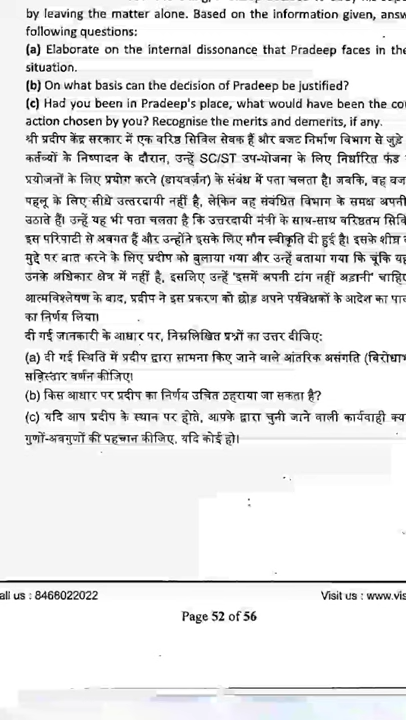 by leaving the matter alone. Based on the information given, answ
following questions:
(a) Elaborate on the internal dissonance that Pradeep faces in the
situation.
(b) On what basis can the decision of Pradeep be justified?
(c) Had you been in Pradeep's place, what would have been the co
action chosen by you? Recognise the merits and demerits, if any.
श्री प्रदीप केंद्र सरकार में एक वरिष्ठ सिविल सेवक हैं और बजट निर्माण विभाग से जुड़े
कर्तव्यों के निष्पादन के दौरान, उन्हें SC/ST उप-योजना के लिए निर्धारित फंड
प्रयोजनों के लिए प्रयोग करने (डायवर्ज़न) के संबंध में पता चलता है। जबकि, वह बज
पहलू के लिए सीधे उत्तरदायी नहीं है, लेकिन वह संबंधित विभाग के समक्ष अपनी
उठाते हैं। उन्हें यह भी पता चलता है कि उत्तरदायी मंत्री के साथ-साथ वरिष्ठतम सिवि
इस परिपाटी से अवगत हैं और उन्होंने इसके लिए मौन स्वीकृति दी हुई है। इसके शीघ्र
मुद्दे पर बात करने के लिए प्रदीप को बुलाया गया और उन्हें बताया गया कि चूंकि यह
उनके अधिकार क्षेत्र में नहीं है, इसलिए उन्हें 'इसमें अपनी टांग नहीं अड़ानी' चाहि
आत्मविश्लेषण के बाद, प्रदीप ने इस प्रकरण को छोड़ अपने पर्यवेक्षकों के आदेश का पा
का निर्णय लिया।
दी गई जानकारी के आधार पर, निम्नलिखित प्रश्नों का उत्तर दीजिए:
(a) दी गई स्थिति में प्रदीप द्वारा सामना किए जाने वाले आंतरिक असंगति (विरोधा
सविस्तार वर्णन कीजिए।
(b) किस आधार पर प्रदीप का निर्णय उचित ठहराया जा सकता है?
(c) यदि आप प्रदीप के स्थान पर होते, आपके द्वारा चुनी जाने वाली कार्यवाही क्य
गुणों-अवगुणों की पहचान कीजिए, यदि कोई हो।
all us : 8466022022
Visit us : www.vis
Page 52 of 56